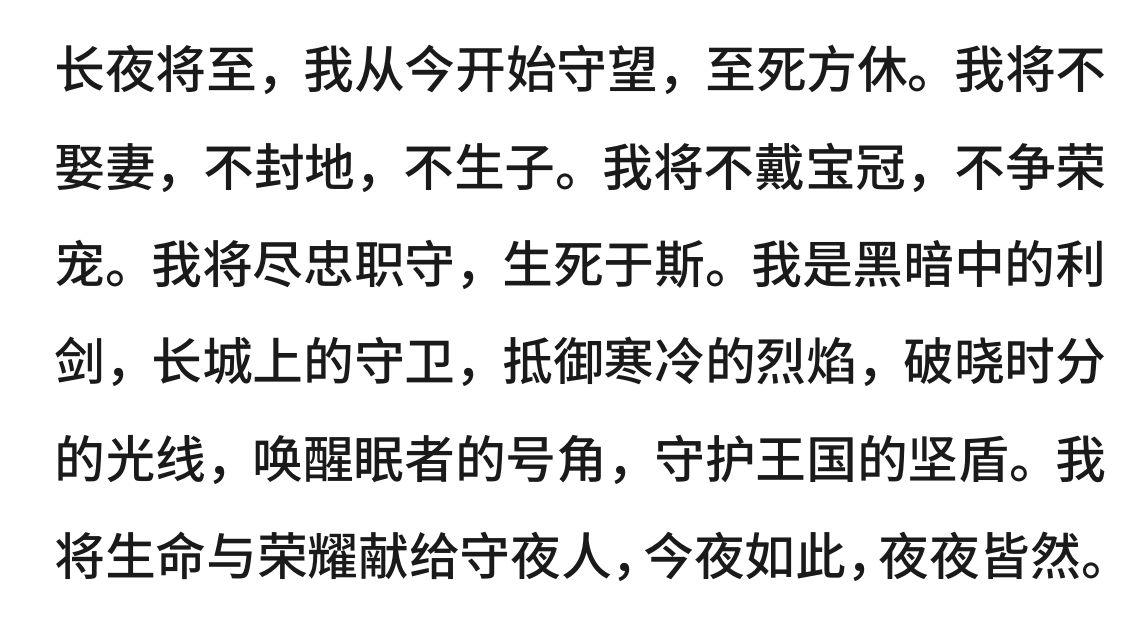 长夜将至，我从今开始守望，至死方休。我将不
娶妻，不封地，不生子。我将不戴宝冠，不争荣
宠。我将尽忠职守，生死于斯。我是黑暗中的利
剑，长城上的守卫，抵御寒冷的烈焰，破晓时分
的光线，唤醒眠者的号角，守护王国的坚盾。我
将生命与荣耀献给守夜人，今夜如此，夜夜皆然。